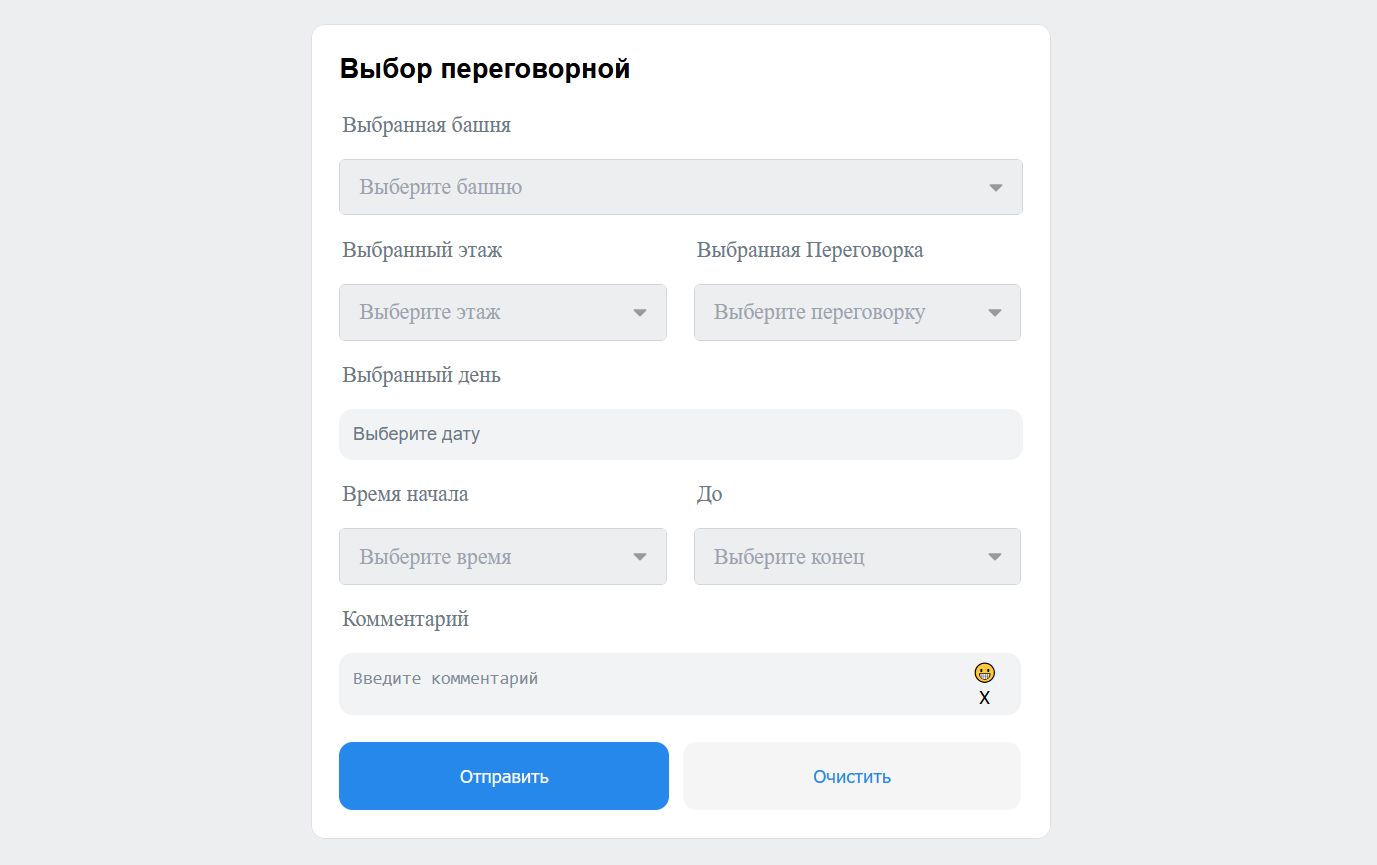 Выбор переговорной
Выбранная башня
Выберите башню
Выбранный этаж
Выбранная Переговорка
Выберите этаж
Выберите переговорку
Выбранный день
Выберите дату
Время начала
До
Выберите время
Выберите конец
Комментарий
Введите комментарий
X
Отправить
Очистить